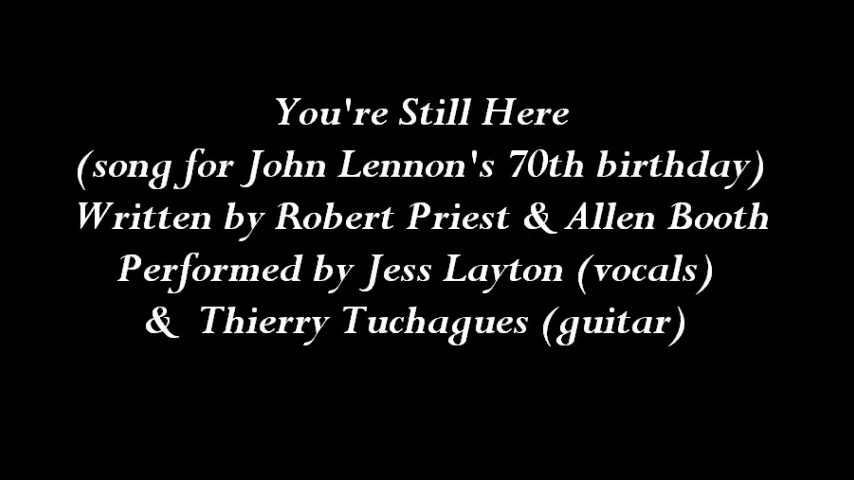 You're Still Here
(song for John Lennon's 70th birthday)
Written by Robert Priest & Allen Booth
Performed by Jess Layton (vocals)
& Thierry Tuchagues (guitar)